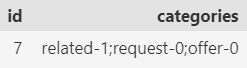 id categories
7 related-1;request-0;offer-0